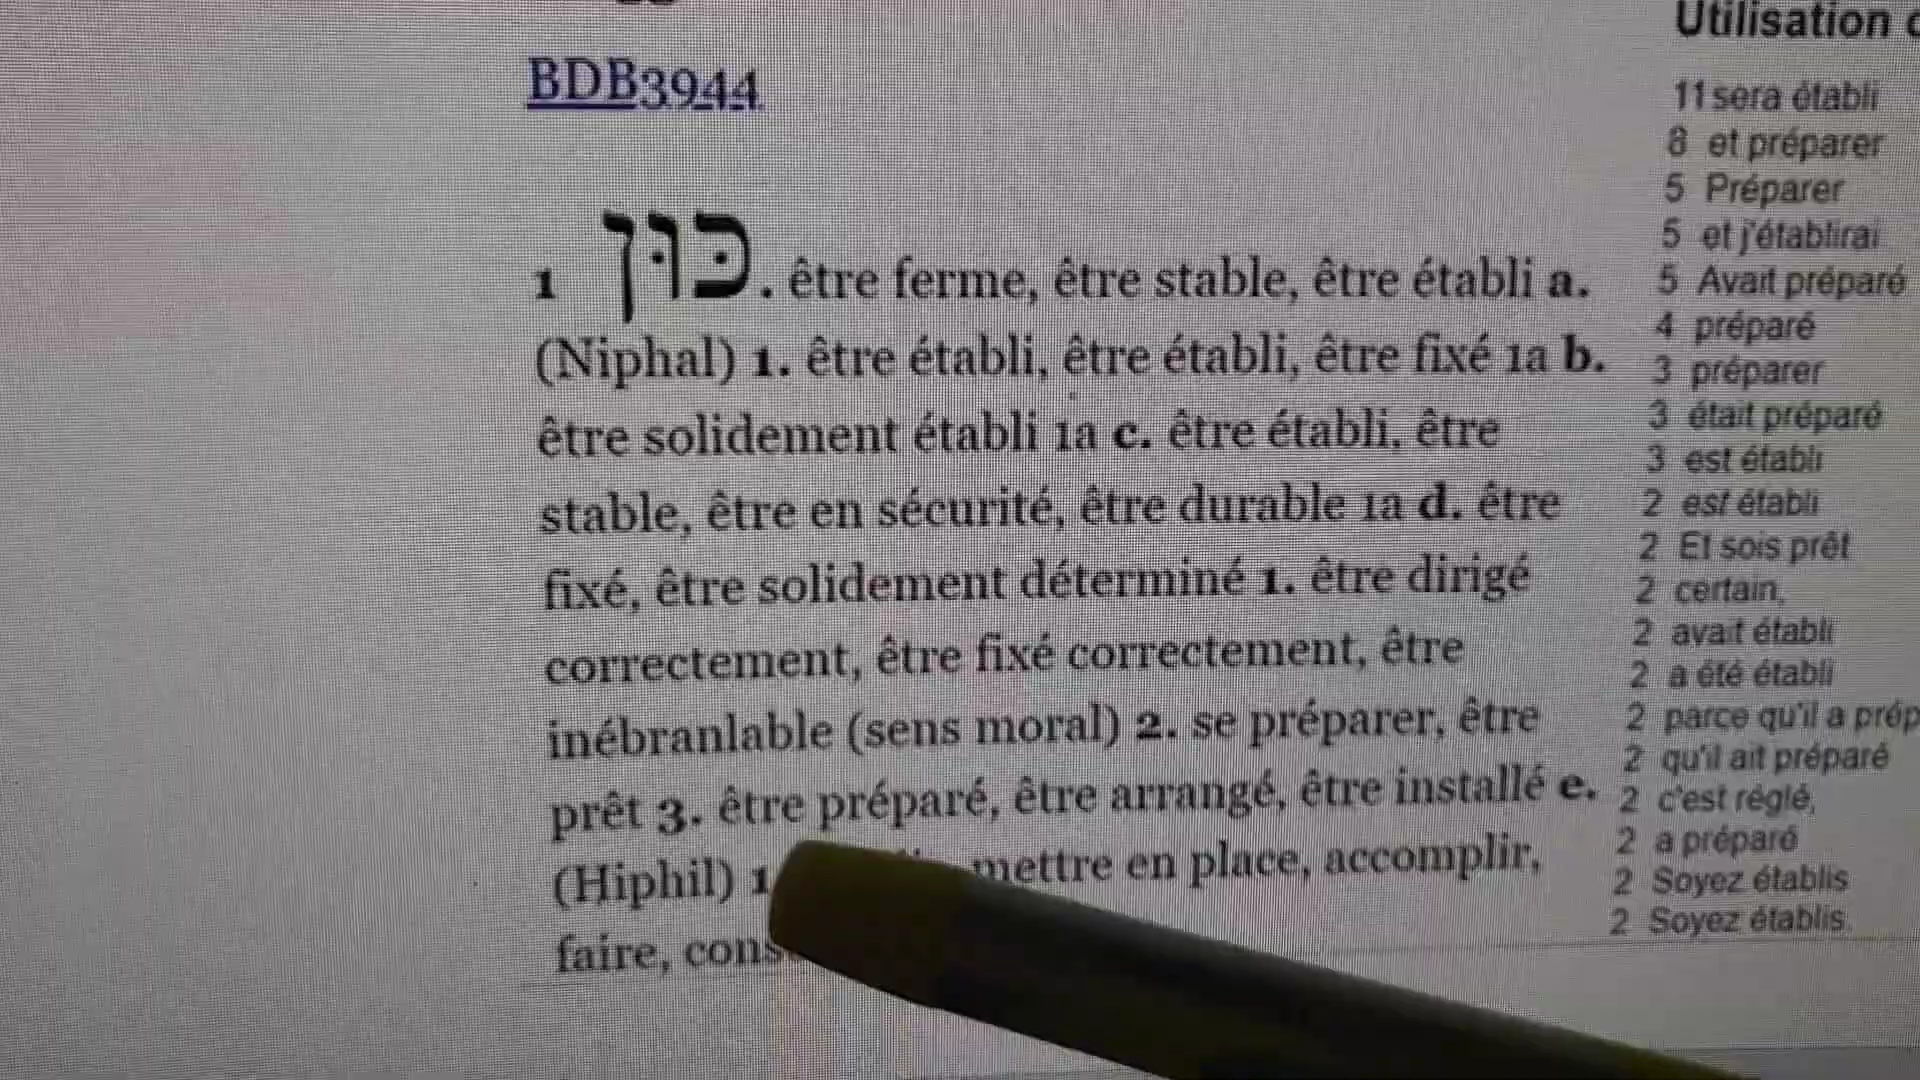 BDB3944
1 כּוּן. être ferme, être stable, être établi a.
(Niphal) 1. être établi, être établi, être fixé 1a b.
être solidement établi 1a c. être établi, être
stable, être en sécurité, être durable 1a d. être
fixé, être solidement déterminé 1. être dirigé
correctement, être fixé correctement, être
inébranlable (sens moral) 2. se préparer, être
prêt 3. être préparé, être arrangé, être installé e.
(Hiphil) 1 mettre en place, accomplir,
faire,
Utilisation
11 sera établi
8 et préparer
5 Préparer
5 et j'établirai
5 Avait préparé
4 préparé
3 préparer
3 était préparé
3 est établi
2 est établi
2 Et sois prêt
2 certain,
2 avait établi
2 a été établi
2 parce qu'il a prép
2 qu'il ait préparé
2 c'est réglé,
2 a préparé
2 Soyez établis
2 Soyez établis.